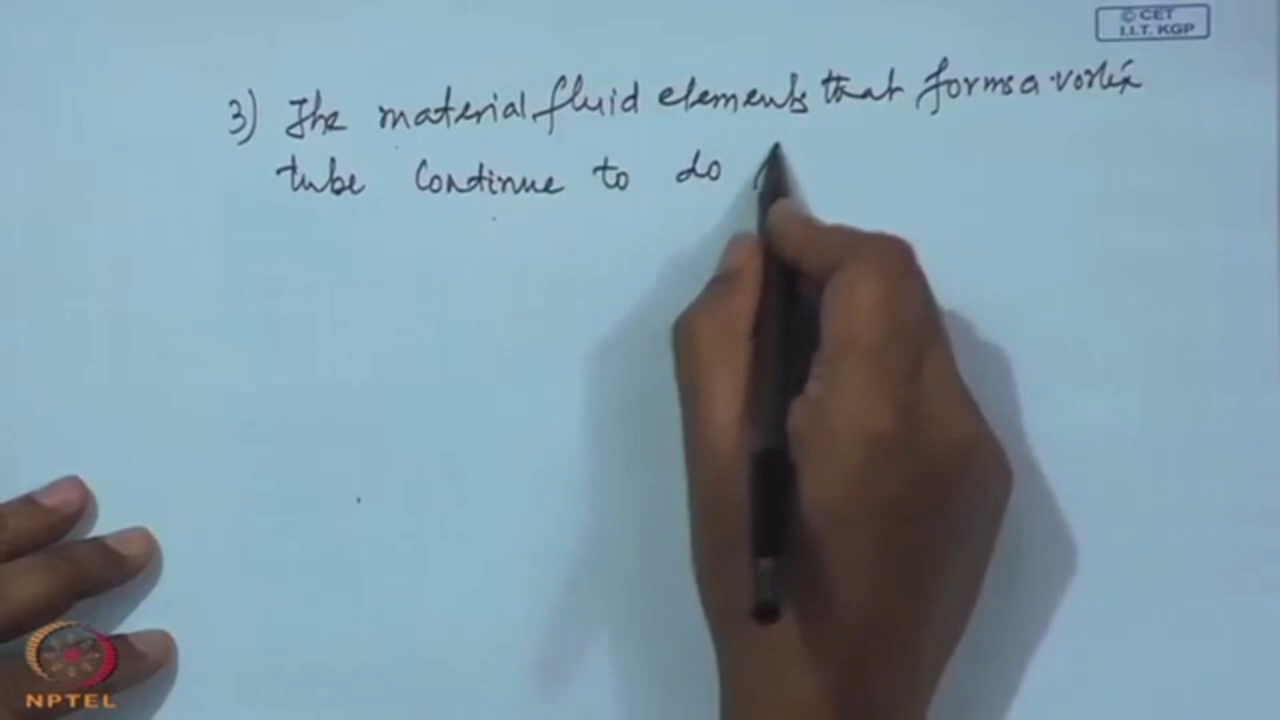 © CET
I.I.T. KGP
3) The material fluid elements that forms a vortex
tube continue to do
NPTEL